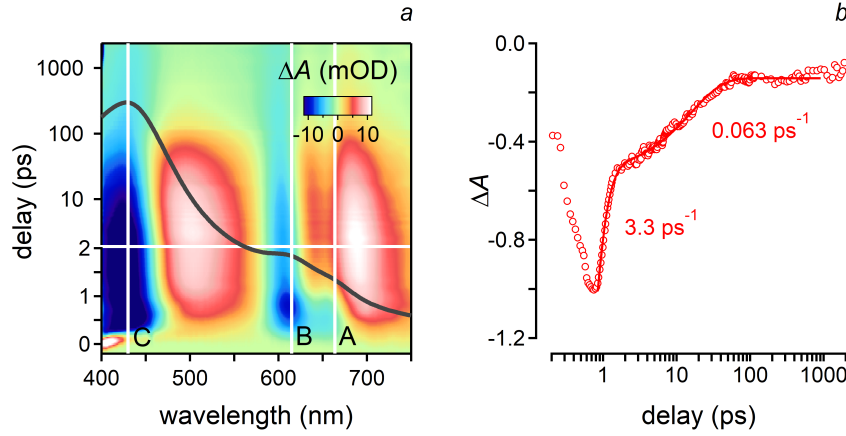 a
ΔA (mOD)
-10 0 10
1000
100
10
2
1
0
delay (ps)
C
B
A
400
500
600
700
wavelength (nm)
b
0.0
-0.4
-0.8
-1.2
ΔA
0.063 ps-1
3.3 ps-1
1
10
100
1000
delay (ps)